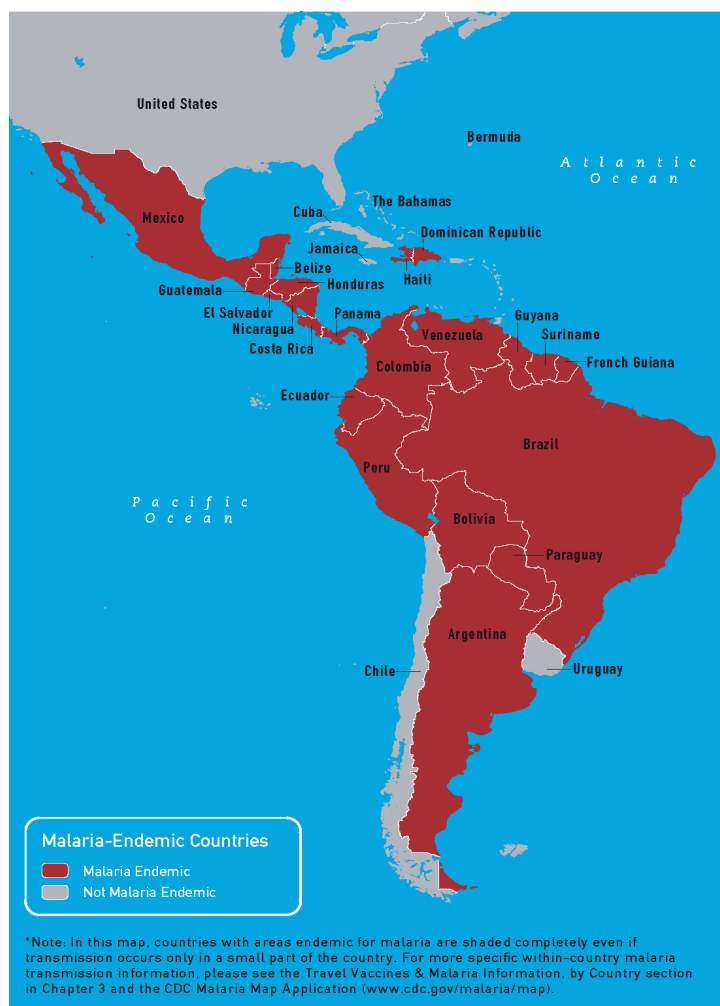 United States
Bermuda
Atlantic
Ocean
The Bahamas
Cuba
Mexico
Dominican Republic
Jamaica
Belize
Haiti
Honduras
Guatemala
El Salvador
Panama
Guyana
Nicaragua
Venezuela
Suriname
Costa Rica
French Guiana
Colombia
Ecuador
Brazil
Peru
Pacific
Ocean
Bolivia
Paraguay
Argentina
Chile
Uruguay
Malaria-Endemic Countries
Malaria Endemic
Not Malaria Endemic
*Note: In this map, countries with areas endemic for malaria are shaded completely even if
transmission occurs only in a small part of the country. For more specific within-country malaria
transmission information, please see the Travel Vaccines & Malaria Information, by Country section
in Chapter 3 and the CDC Malaria Map Application (www.cdc.gov/malaria/map).